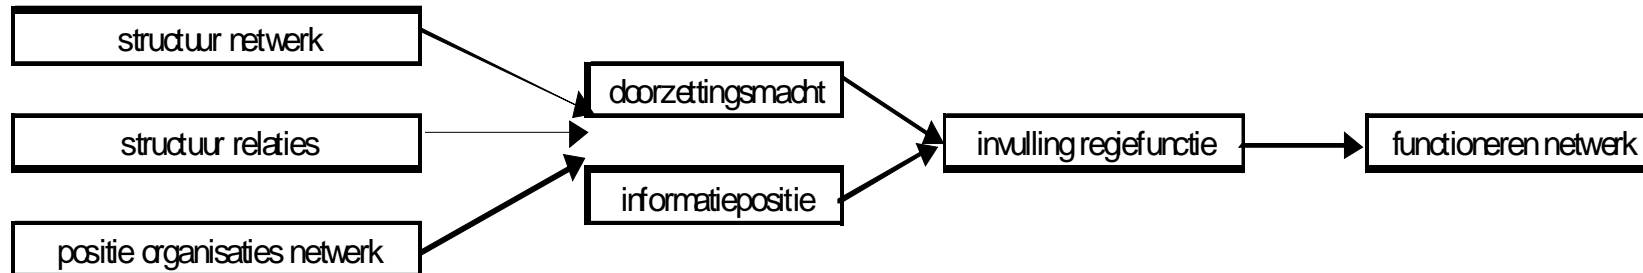 structuur netwerk
doorzettingsmacht
structuur relaties
invulling regiefunctie
functioneren netwerk
informatiepositie
positie organisaties netwerk